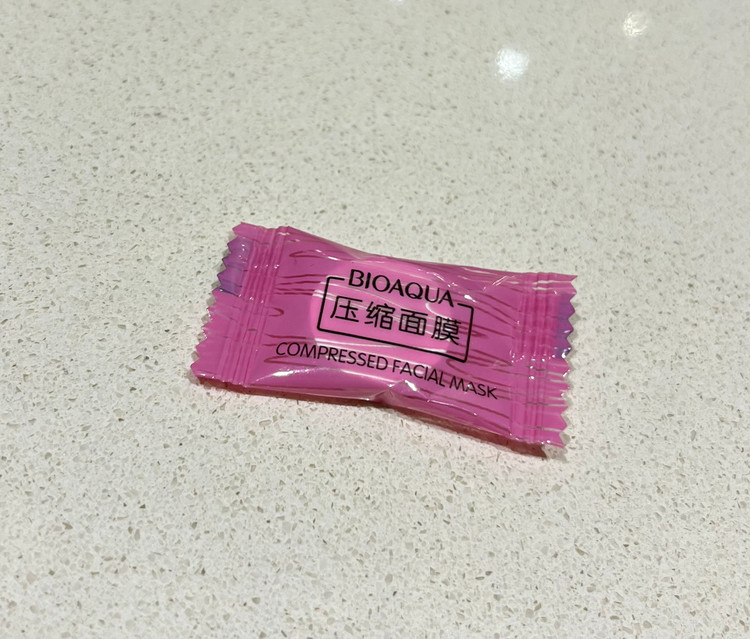 BIOAQUA
压缩面膜
COMPRESSED FACIAL MASK